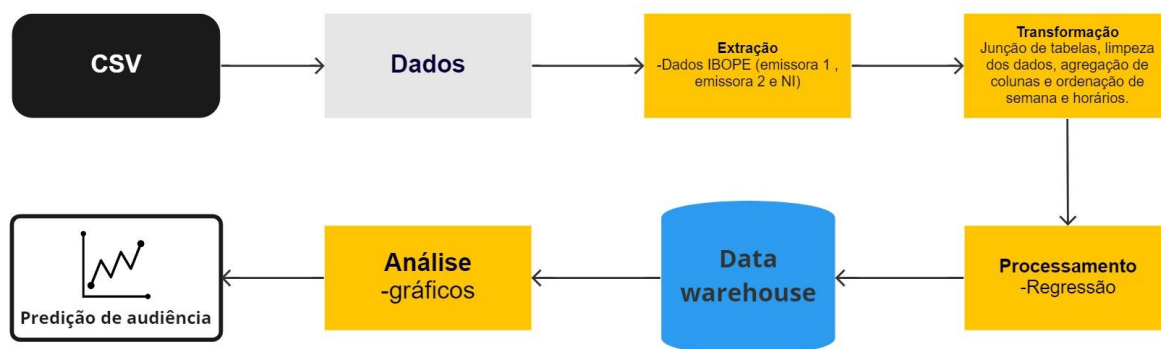 CSV
Dados
Extração
-Dados IBOPE (emissora 1 ,
emissora 2 e NI)
Transformação
Junção de tabelas, limpeza
dos dados, agregação de
colunas e ordenação de
semana e horários.
Processamento
-Regressão
Data
warehouse
Análise
-gráficos
Predição de audiência